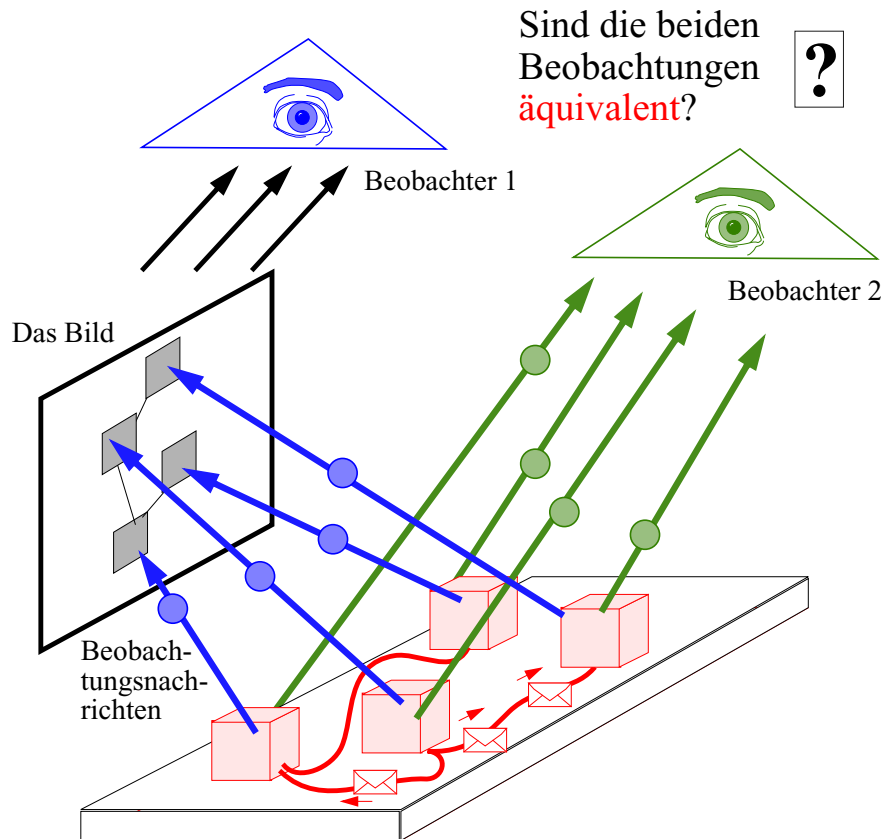 Sind die beiden
Beobachtungen
äquivalent?
?
Beobachter 1
Beobachter 2
Das Bild
Beobach-
tungsnach-
richten